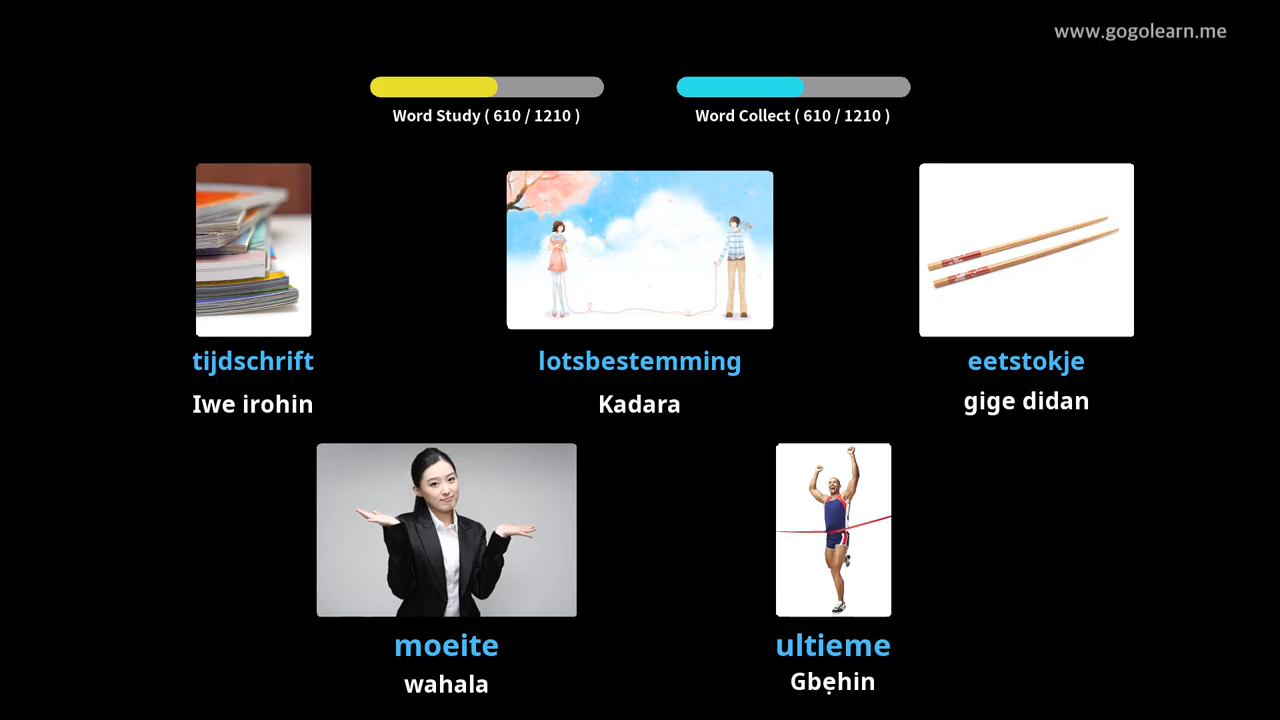 www.gogolearn.me
Word Study ( 610 / 1210 )
Word Collect ( 610 / 1210 )
tijdschrift
Iwe irohin
lotsbestemming
Kadara
eetstokje
gige didan
moeite
wahala
ultieme
Gbẹhin